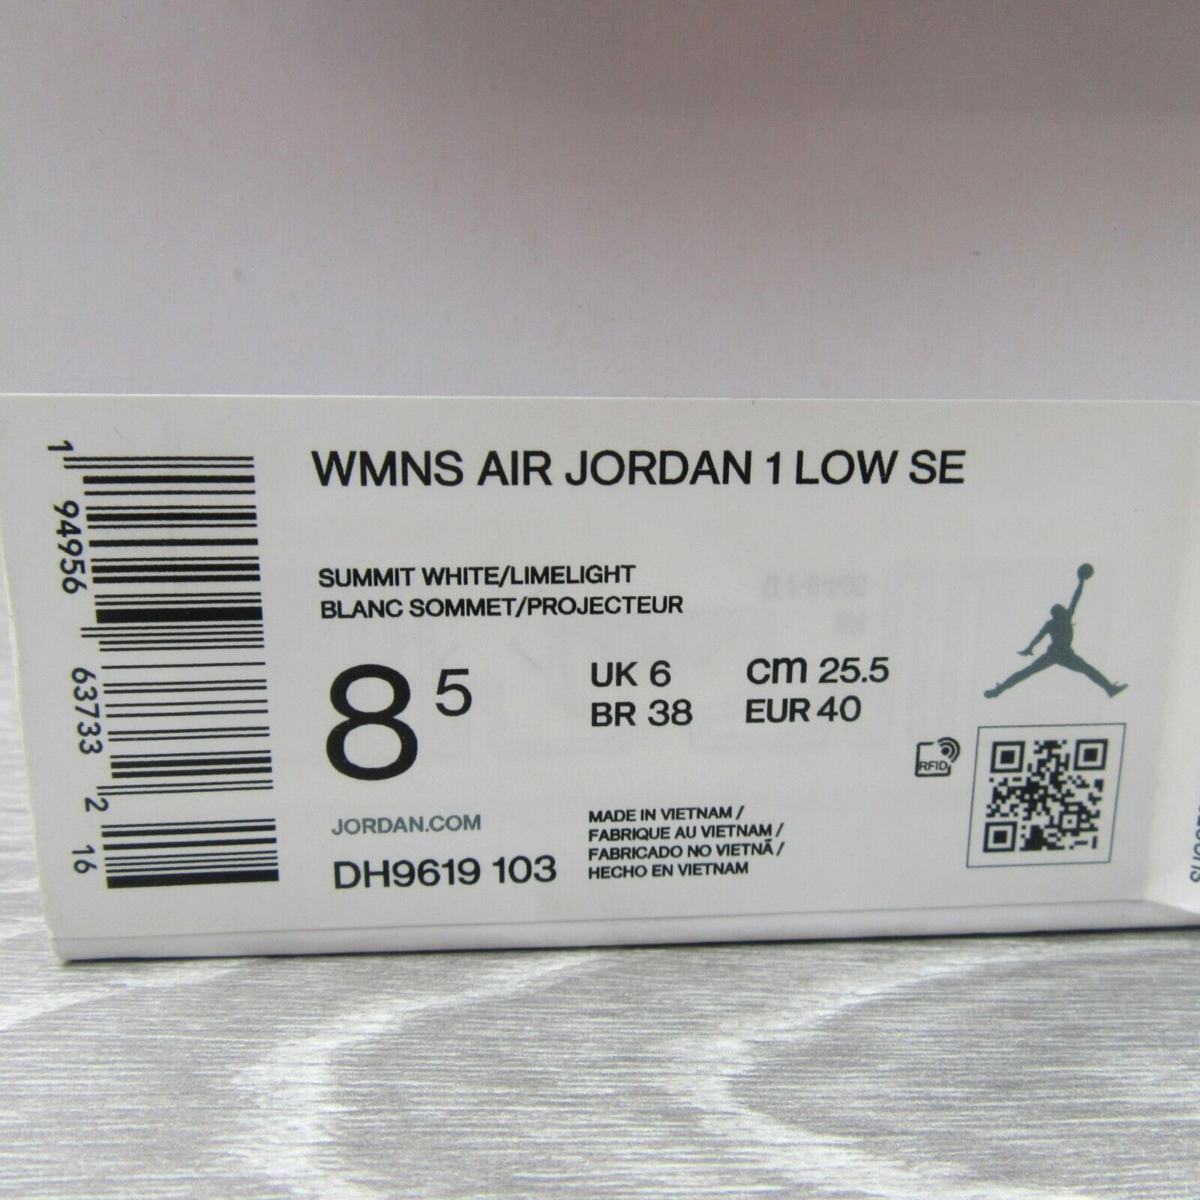 WMNS AIR JORDAN 1 LOW SE
SUMMIT WHITE/LIMELIGHT
BLANC SOMMET/PROJECTEUR
8 5
UK 6
BR 38
cm 25.5
EUR 40
JORDAN.COM
DH9619 103
MADE IN VIETNAM /
FABRIQUE AU VIETNAM /
FABRICADO NO VIETNÃ /
HECHO EN VIETNAM
RFID
1 94956 63733 2 16